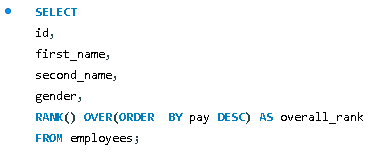 SELECT
id,
first_name,
second_name,
gender,
RANK() OVER(ORDER  BY pay DESC) AS overall_rank
FROM employees;